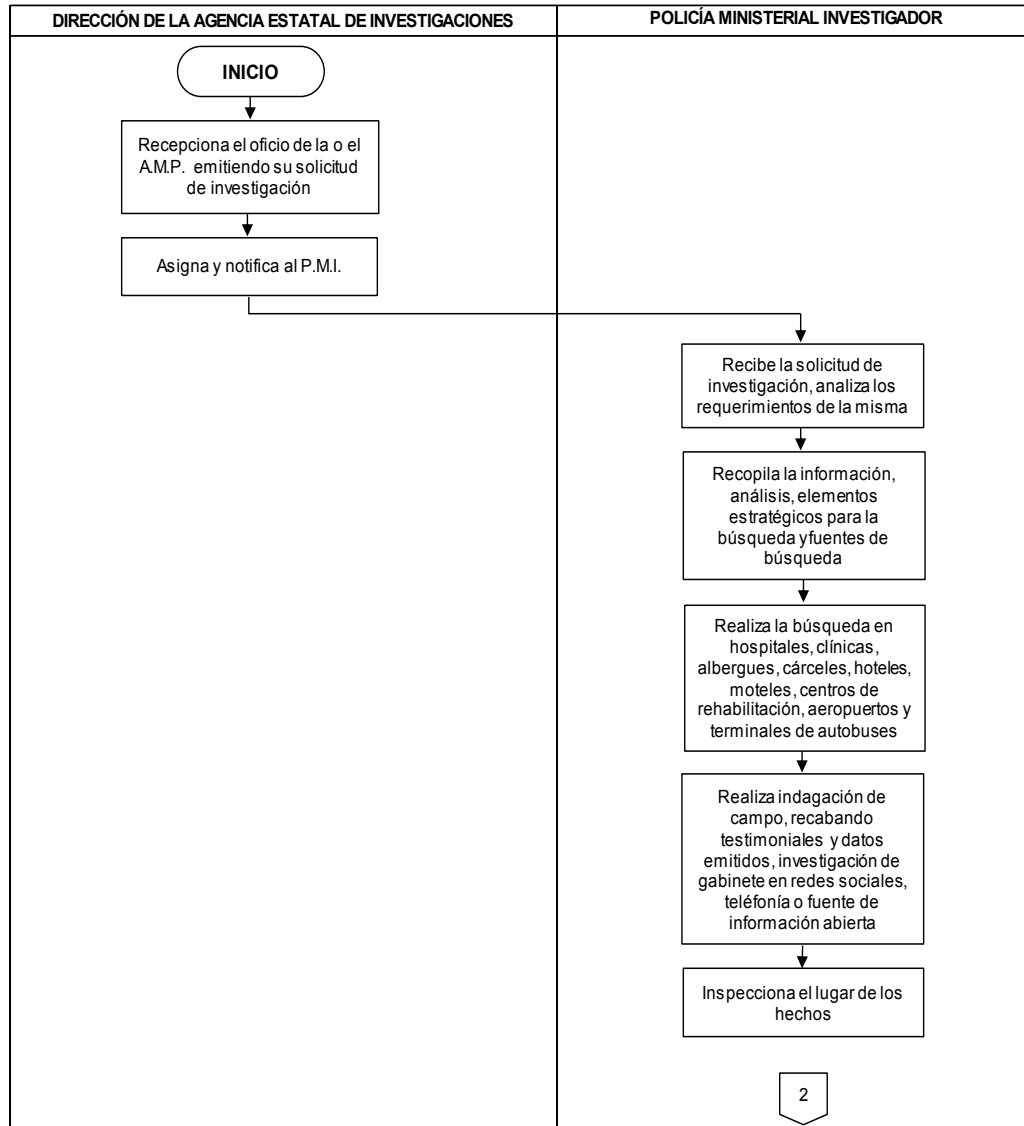 DIRECCIÓN DE LA AGENCIA ESTATAL DE INVESTIGACIONES
POLICÍA MINISTERIAL INVESTIGADOR
INICIO
Recepciona el oficio de la o el
A.M.P. emitiendo su solicitud
de investigación
Asigna y notifica al P.M.I.
Recibe la solicitud de
investigación, analiza los
requerimientos de la misma
Recopila la información,
análisis, elementos
estratégicos para la
búsqueda yfuentes de
búsqueda
Realiza la búsqueda en
hospitales, clínicas,
albergues, cárceles, hoteles,
moteles, centros de
rehabilitación, aeropuertos y
terminales de autobuses
Realiza indagación de
campo, recabando
testimoniales y datos
emitidos, investigación de
gabinete en redes sociales,
teléfonía o fuente de
información abierta
Inspecciona el lugar de los
hechos
2